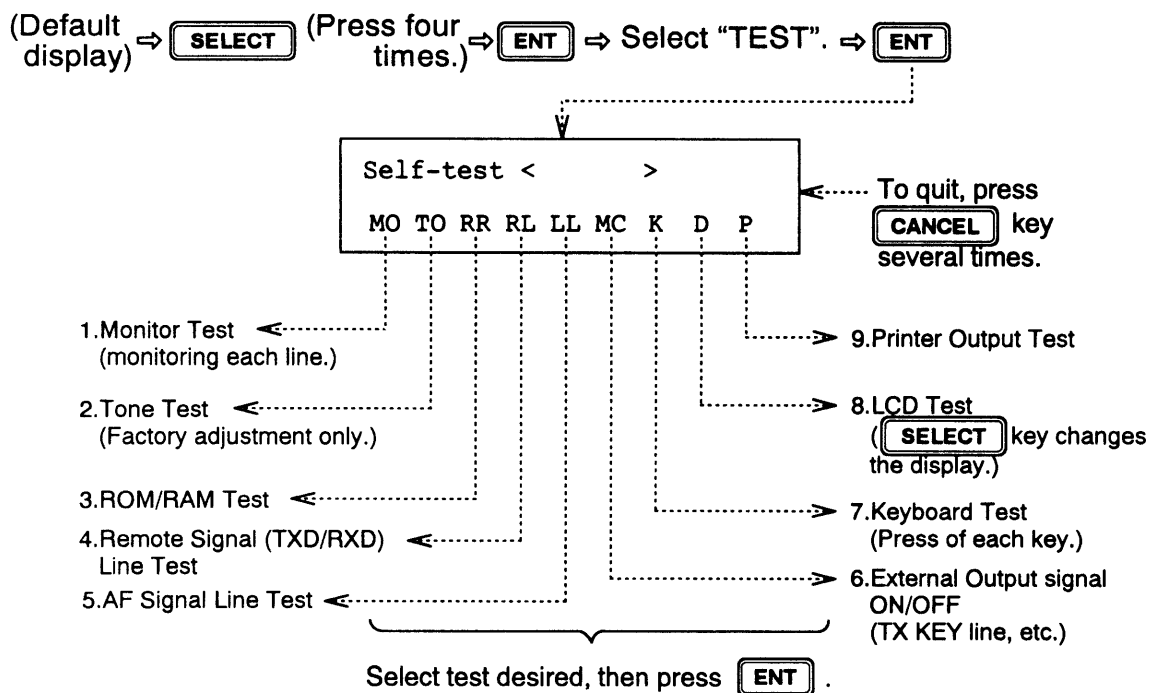 (Default display) ⇨ SELECT (Press four times.) ⇨ ENT ⇨ Select “TEST”. ⇨ ENT
Self-test < >
MO TO RR RL LL MC K D P
To quit, press
CANCEL key
several times.
1.Monitor Test
(monitoring each line.)
2.Tone Test
(Factory adjustment only.)
3.ROM/RAM Test
4.Remote Signal (TXD/RXD)
Line Test
5.AF Signal Line Test
9.Printer Output Test
8.LCD Test
(SELECT key changes
the display.)
7.Keyboard Test
(Press of each key.)
6.External Output signal
ON/OFF
(TX KEY line, etc.)
Select test desired, then press ENT .